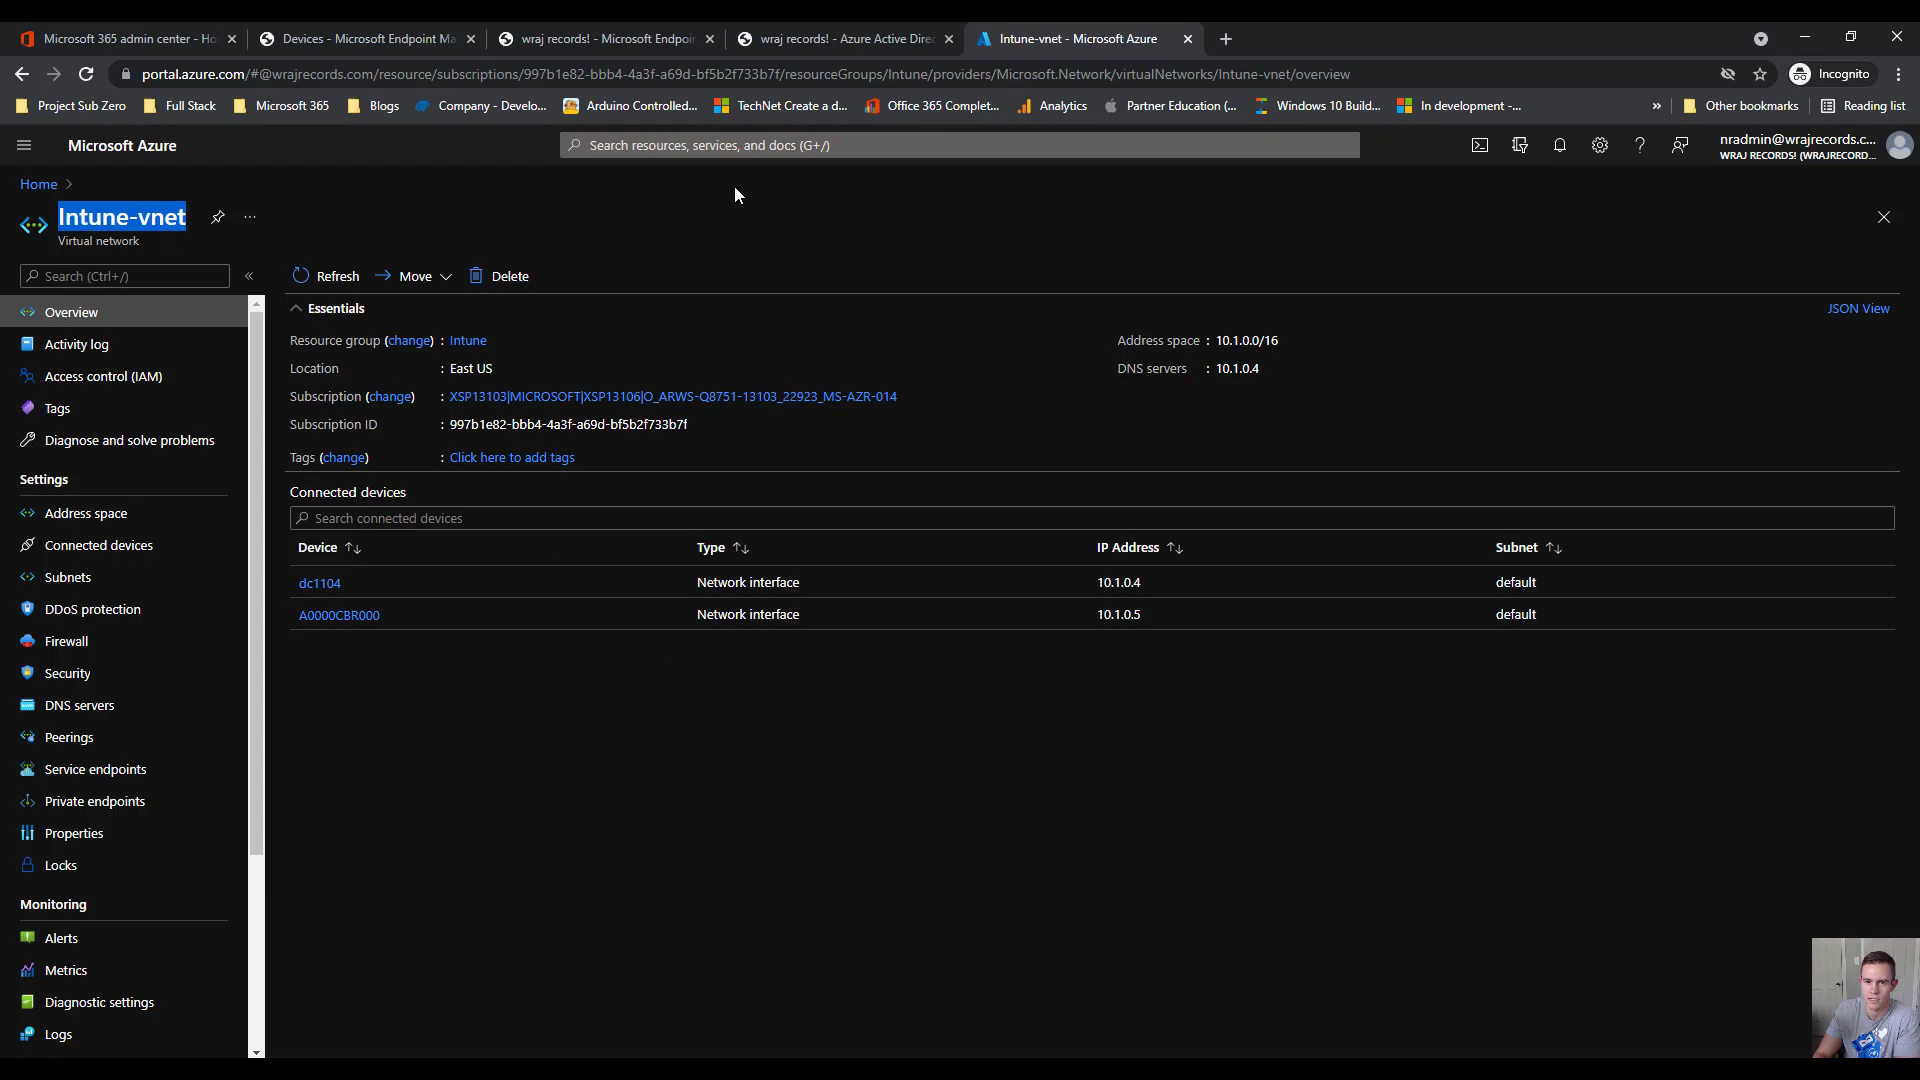 Microsoft 365 admin center - Ho
Devices - Microsoft Endpoint Ma
wraj records! - Microsoft Endpoin
wraj records! - Azure Active Direc
Intune-vnet - Microsoft Azure
portal.azure.com/#@wrajrecords.com/resource/subscriptions/997b1e82-bbb4-4a3f-a69d-bf5b2f733b7f/resourceGroups/Intune/providers/Microsoft.Network/virtualNetworks/Intune-vnet/overview
Incognito
Project Sub Zero
Full Stack
Microsoft 365
Blogs
Company - Develo...
Arduino Controlled...
TechNet Create a d...
Office 365 Complet...
Analytics
Partner Education (...
Windows 10 Build...
In development -...
»
Other bookmarks
Reading list
Microsoft Azure
Search resources, services, and docs (G+/)
nradmin@wrajrecords.c...
WRAJ RECORDS! (WRAJRECORD...
Home >
Intune-vnet
...
Virtual network
Search (Ctrl+/)
«
Refresh
Move
Delete
Overview
Activity log
Access control (IAM)
Tags
Diagnose and solve problems
Settings
Address space
Connected devices
Subnets
DDoS protection
Firewall
Security
DNS servers
Peerings
Service endpoints
Private endpoints
Properties
Locks
Monitoring
Alerts
Metrics
Diagnostic settings
Logs
Essentials
JSON View
Resource group (change) : Intune
Location : East US
Subscription (change) : XSP13103|MICROSOFT|XSP13106|O_ARWS-Q8751-13103_22923_MS-AZR-014
Subscription ID : 997b1e82-bbb4-4a3f-a69d-bf5b2f733b7f
Tags (change) : Click here to add tags
Address space : 10.1.0.0/16
DNS servers : 10.1.0.4
Connected devices
Search connected devices
Device Type IP Address Subnet
dc1104 Network interface 10.1.0.4 default
A0000CBR000 Network interface 10.1.0.5 default